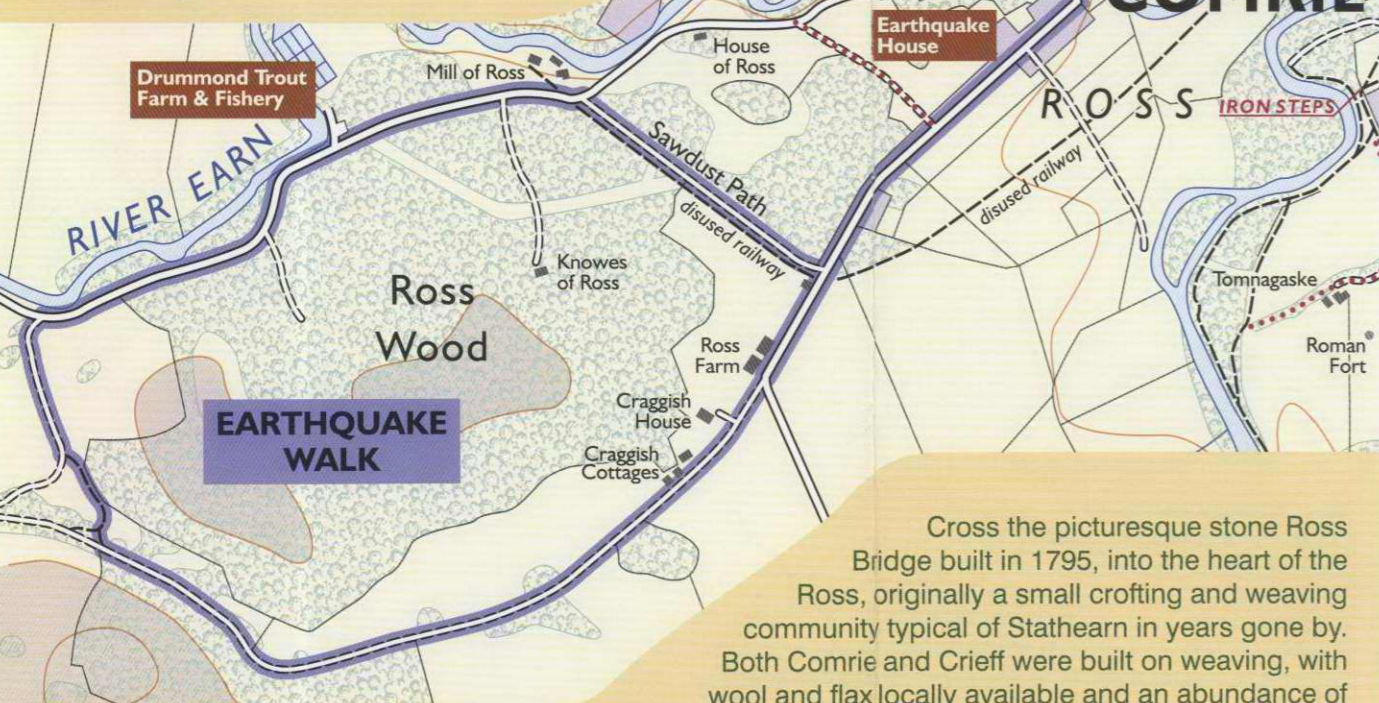 COMRIE
Earthquake
House
House
of Ross
Mill of Ross
Drummond Trout
Farm & Fishery
ROSS
IRON STEPS
RIVER EARN
Sawdust Path
disused railway
disused railway
Knowes
of Ross
Tomnagaske
Ross
Wood
Roman
Fort
Ross
Farm
Craggish
House
EARTHQUAKE
WALK
Craggish
Cottages
Cross the picturesque stone Ross
Bridge built in 1795, into the heart of the
Ross, originally a small crofting and weaving
community typical of Stathearn in years gone by.
Both Comrie and Crieff were built on weaving, with
wool and flax locally available and an abundance of